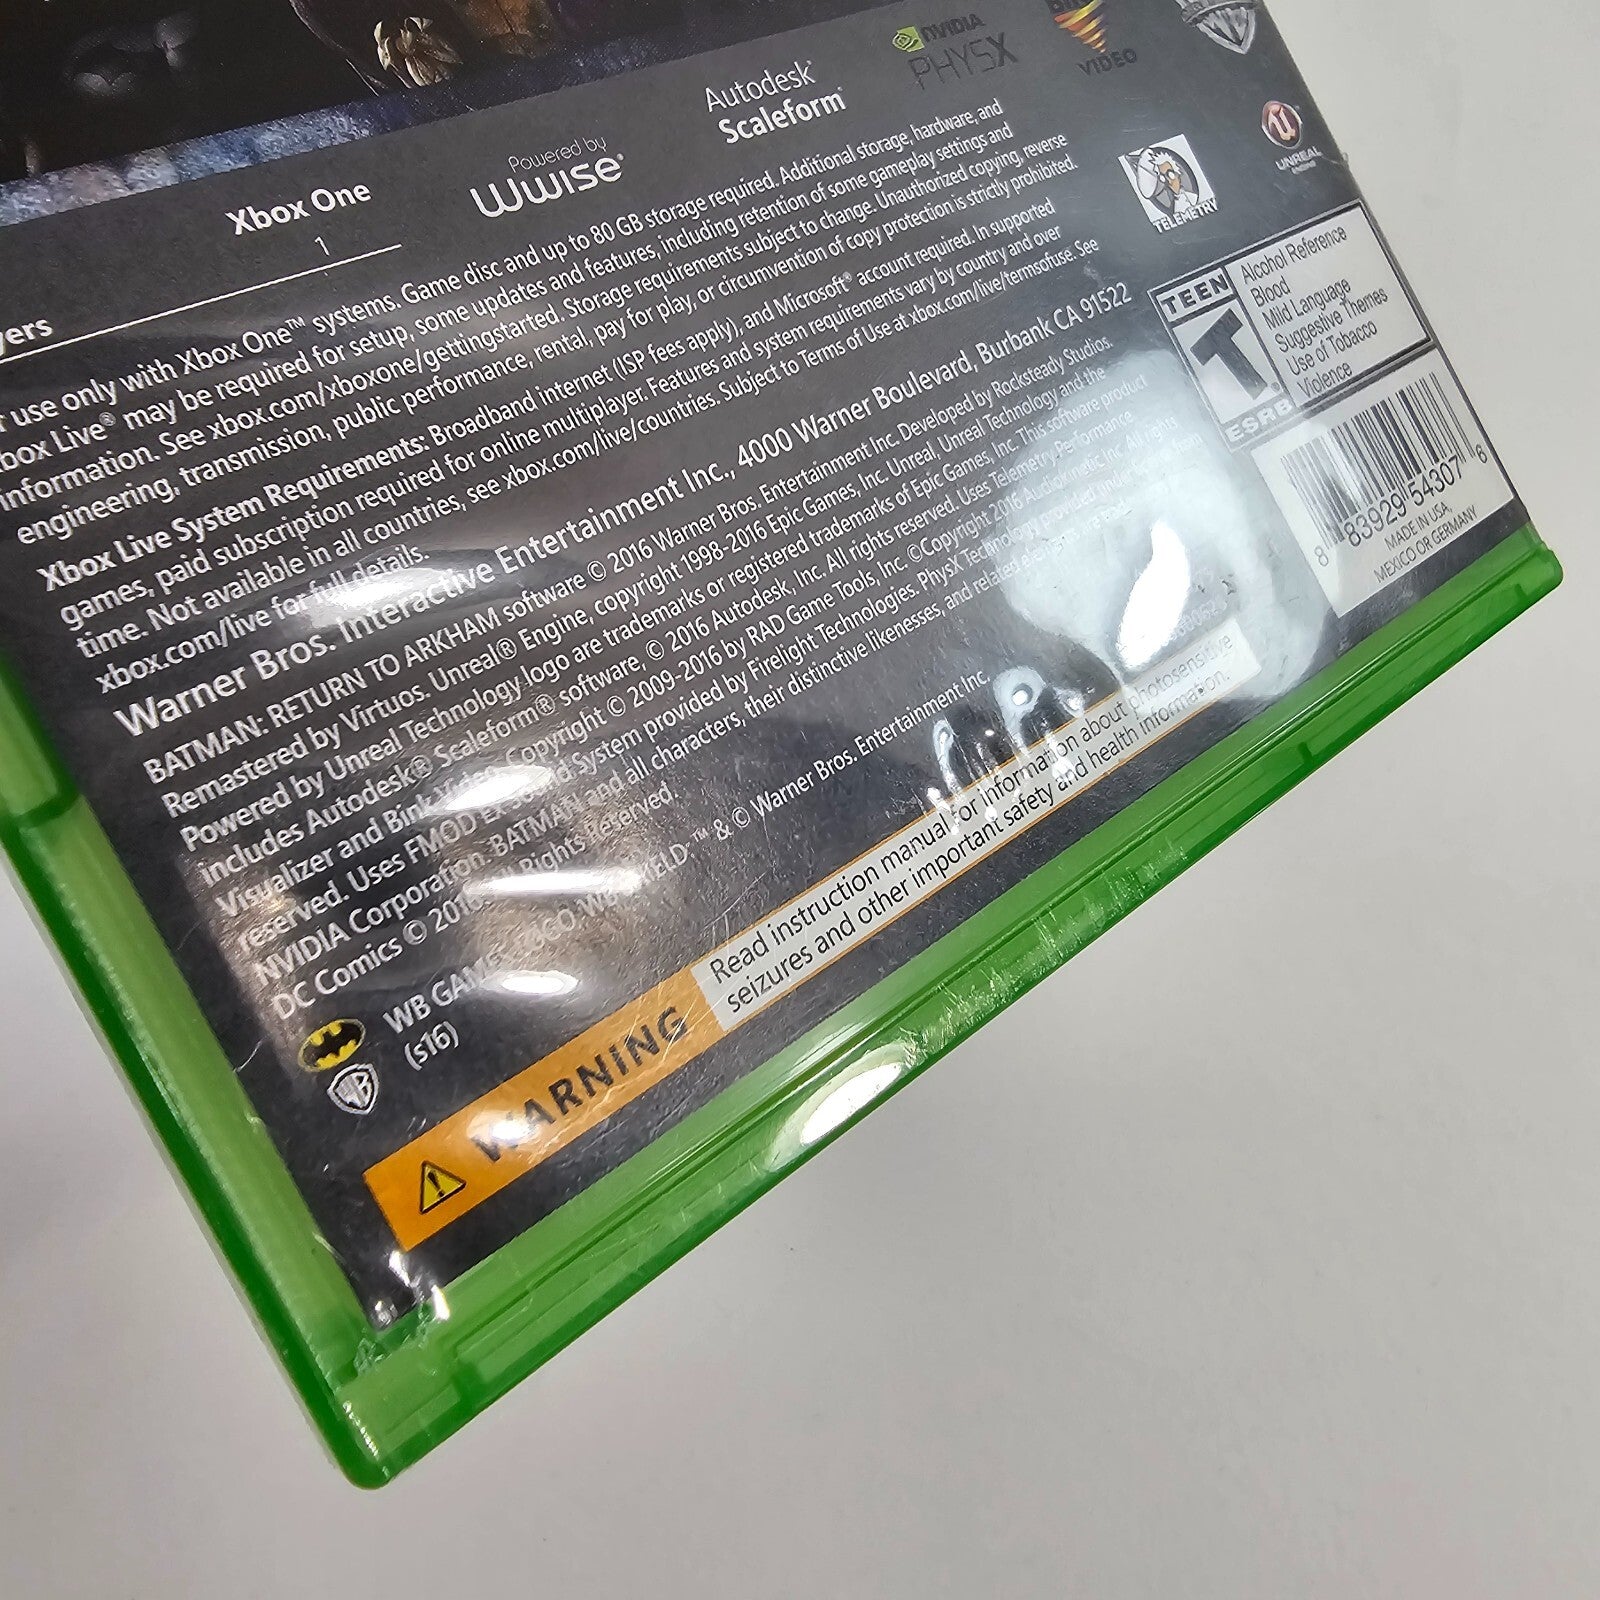 NVIDIA
PHYSX
VIDEO
Autodesk®
Scaleform®
Powered by
Wwise®
Xbox One
1
yers
TELEMETRY
UNREAL
use only with Xbox One™ systems. Game disc and up to 80 GB storage required. Additional storage, hardware, and
box Live® may be required for setup, some updates and features, including retention of some gameplay settings and
information. See xbox.com/xboxone/gettingstarted. Storage requirements subject to change. Unauthorized copying, reverse
engineering, transmission, public performance, rental, pay for play, or circumvention of copy protection is strictly prohibited.
Xbox Live System Requirements: Broadband internet (ISP fees apply), and Microsoft® account required. In supported
games, paid subscription required for online multiplayer. Features and system requirements vary by country and over
time. Not available in all countries, see xbox.com/live/countries. Subject to Terms of Use at xbox.com/live/termsofuse. See
xbox.com/live for full details.
Warner Bros. Interactive Entertainment Inc., 4000 Warner Boulevard, Burbank CA 91522
BATMAN: RETURN TO ARKHAM software © 2016 Warner Bros. Entertainment Inc. Developed by Rocksteady Studios.
Remastered by Virtuos. Unreal® Engine, copyright 1998-2016 Epic Games, Inc. Unreal, Unreal Technology and the
Powered by Unreal Technology logo are trademarks or registered trademarks of Epic Games, Inc. This software product
includes Autodesk® Scaleform® software, © 2016 Autodesk, Inc. All rights reserved. Uses Telemetry Performance
Visualizer and Bink Video. Copyright © 2009-2016 by RAD Game Tools, Inc. ©Copyright 2016 Audiokinetic Inc. All rights
reserved. Uses FMOD Ex Sound System provided by Firelight Technologies. PhysX Technology provided under from
NVIDIA Corporation. BATMAN and all characters, their distinctive likenesses, and related elements are
DC Comics © 2016. All Rights Reserved.
WB GAMES LOGO, WB SHIELD: ™ & © Warner Bros. Entertainment Inc.
(s16)
TEEN
T
ESRB
Alcohol Reference
Blood
Mild Language
Suggestive Themes
Use of Tobacco
Violence
8 83929 54307 6
MADE IN USA,
MEXICO OR GERMANY
WARNING
Read instruction manual for information about photosensitive
seizures and other important safety and health information.